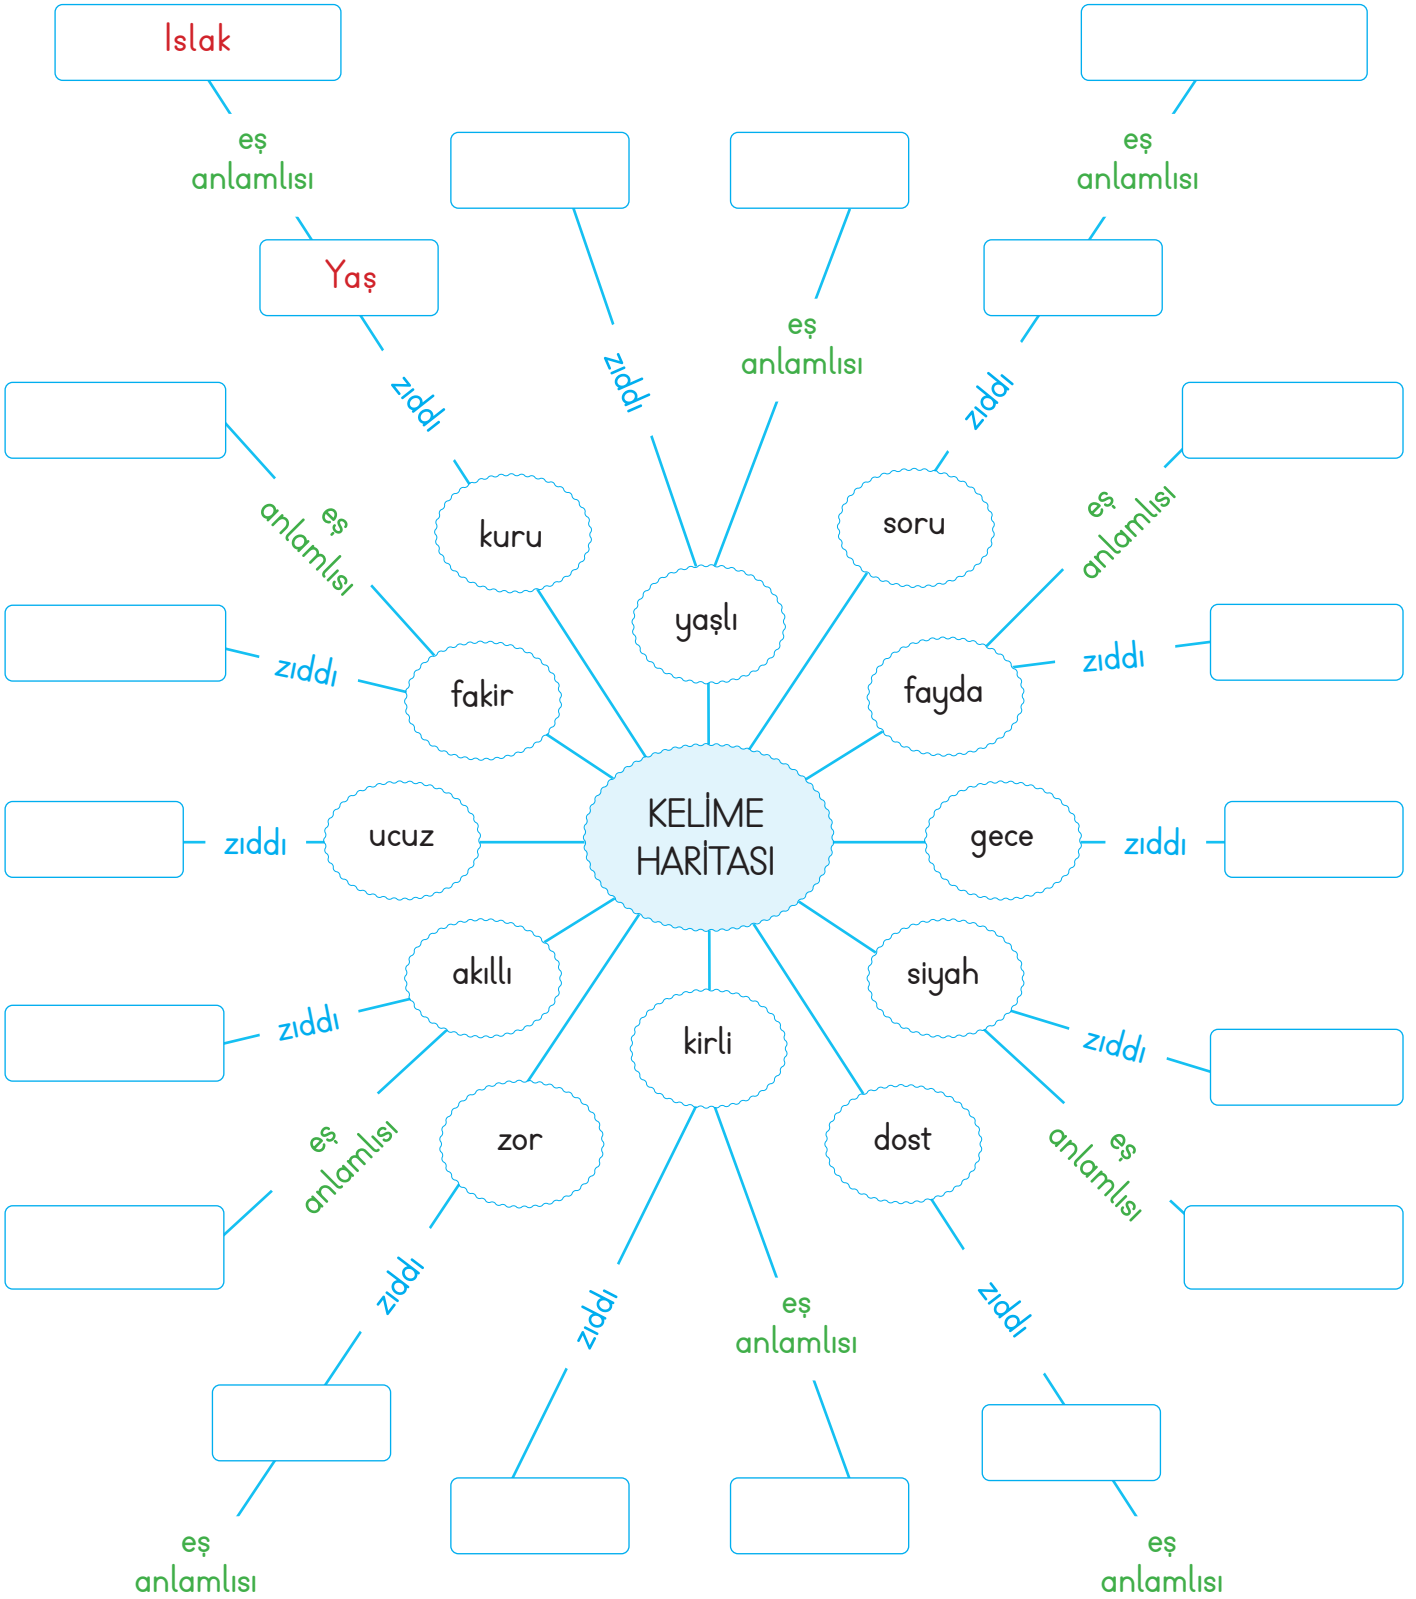 Islak
eş
anlamlısı
eş
anlamlısı
Yaş
eş
anlamlısı
zıddı
zıddı
zıddı
eş
anlamlısı
kuru
soru
eş
anlamlısı
yaşlı
zıddı
fakir
fayda
zıddı
KELİME
HARİTASI
zıddı
ucuz
gece
zıddı
akıllı
siyah
zıddı
kirli
zıddı
eş
anlamlısı
zor
dost
eş
anlamlısı
zıddı
zıddı
eş
anlamlısı
zıddı
eş
anlamlısı
eş
anlamlısı